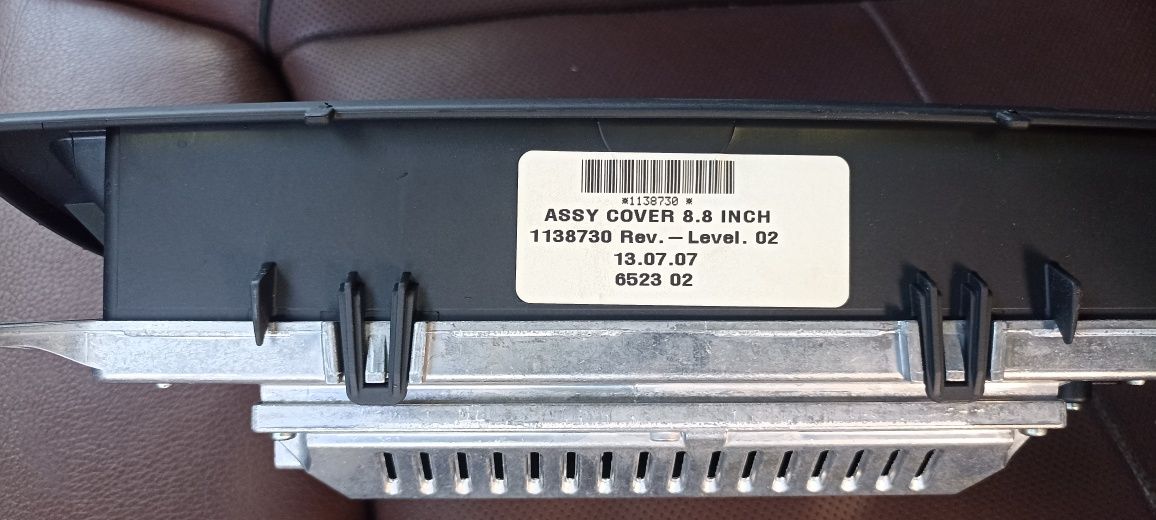 *1138730 *
ASSY COVER 8.8 INCH
1138730 Rev. – Level. 02
13.07.07
6523 02